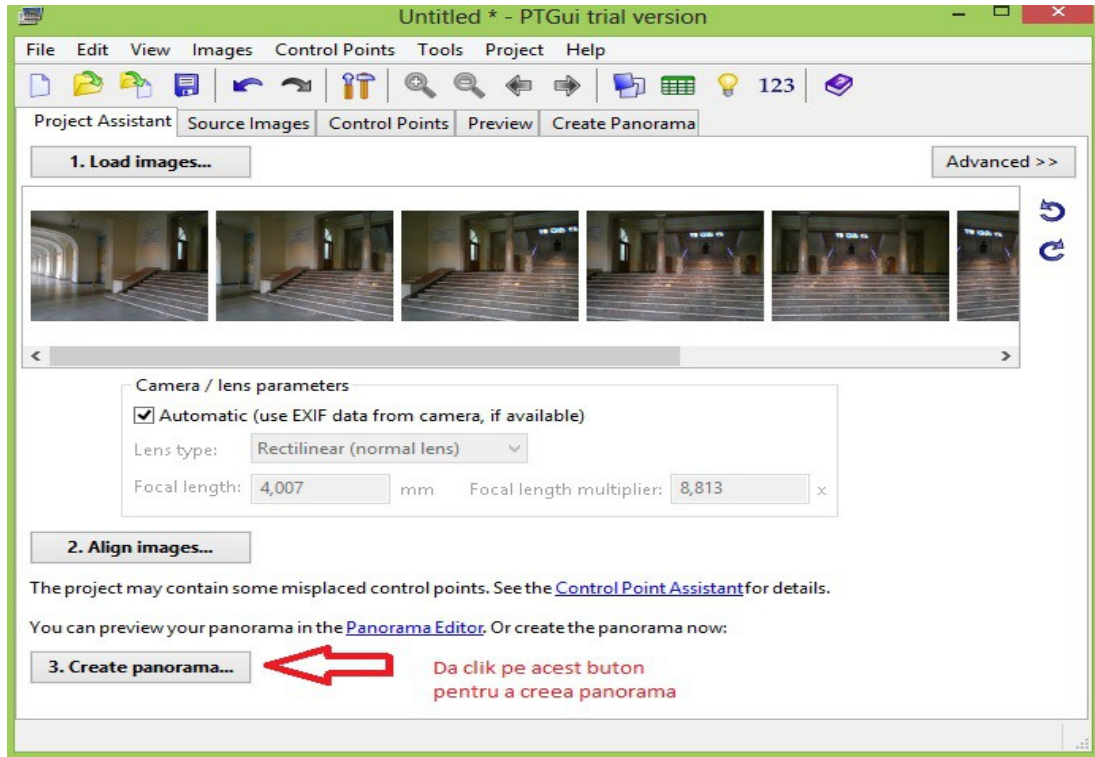 Untitled * - PTGui trial version
File Edit View Images Control Points Tools Project Help
123
Project Assistant Source Images Control Points Preview Create Panorama
1. Load images...
Advanced >>
Camera / lens parameters
Automatic (use EXIF data from camera, if available)
Lens type: Rectilinear (normal lens)
Focal length: 4,007 mm Focal length multiplier: 8,813 x
2. Align images...
The project may contain some misplaced control points. See the Control Point Assistant for details.
You can preview your panorama in the Panorama Editor. Or create the panorama now:
3. Create panorama...
Da clik pe acest buton
pentru a creea panorama